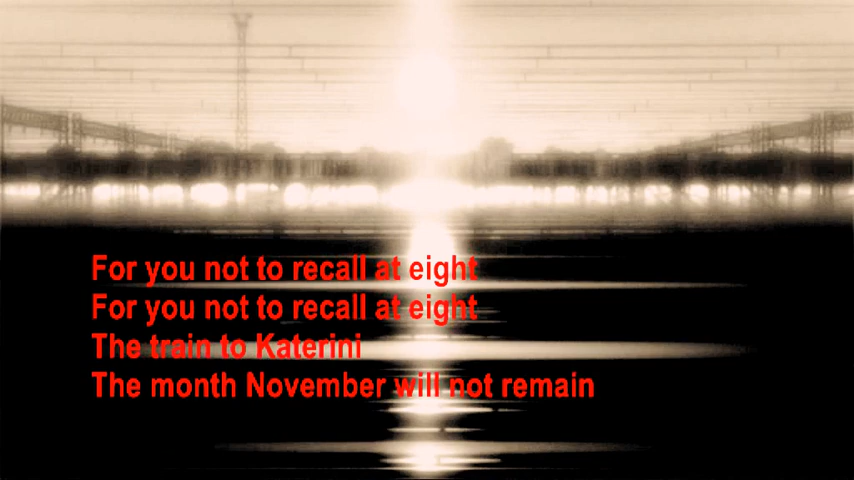 For you not to recall at eight
For you not to recall at eight
The train to Katerini
The month November will not remain